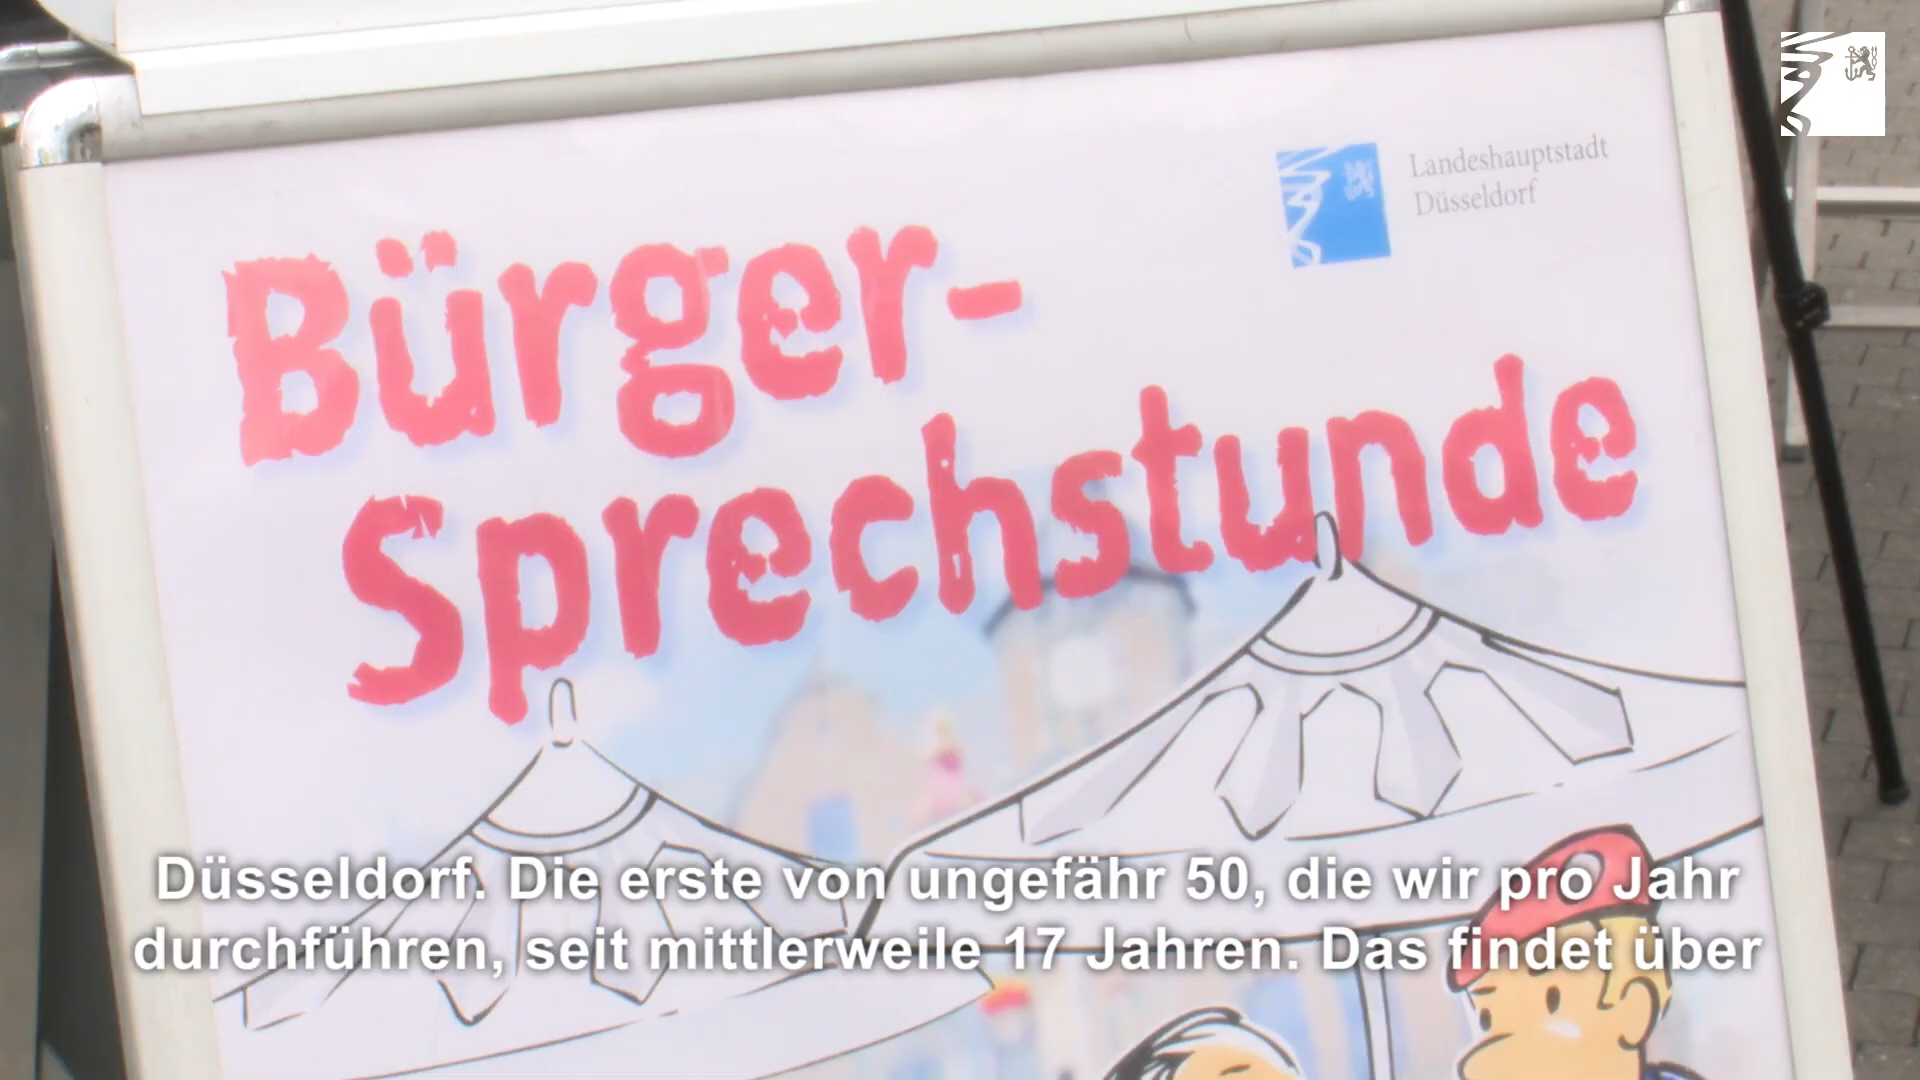 Landeshauptstadt
Düsseldorf
Bürger-
Sprechstunde
Düsseldorf. Die erste von ungefähr 50, die wir pro Jahr
durchführen, seit mittlerweile 17 Jahren. Das findet über